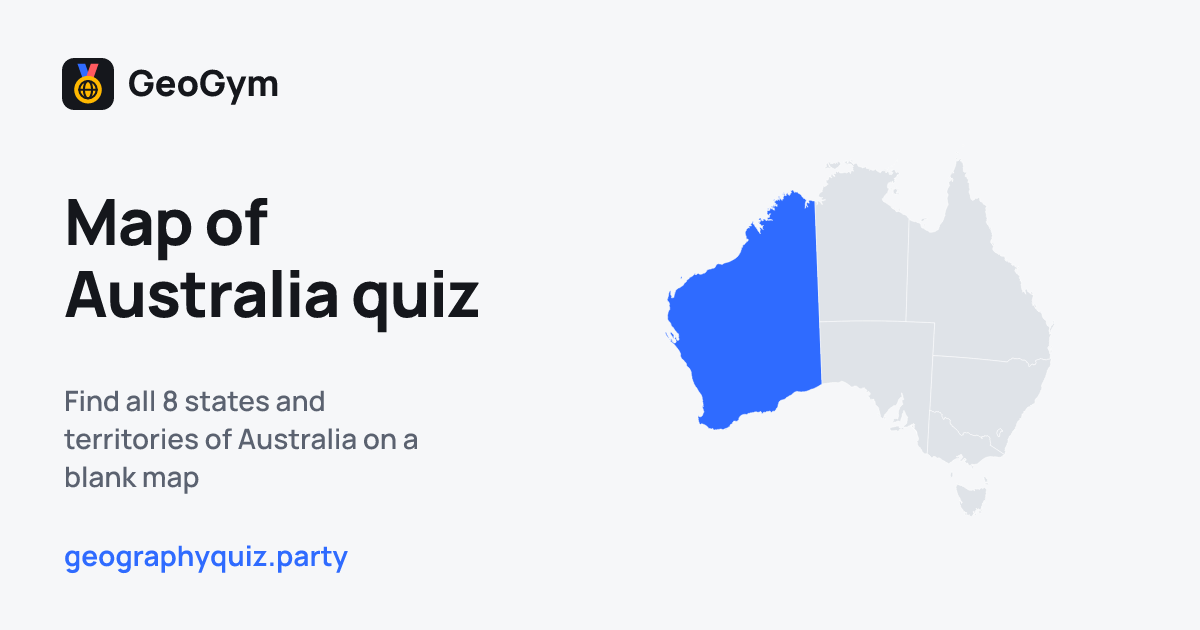 GeoGym
Map of
Australia quiz
Find all 8 states and
territories of Australia on a
blank map
geographyquiz.party